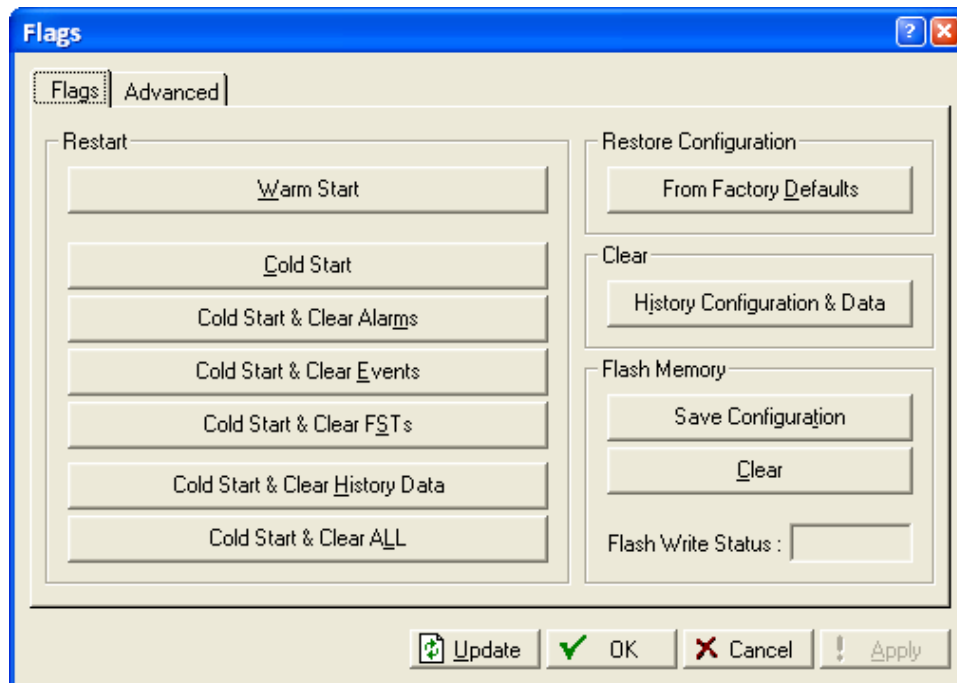 Flags
Flags
Advanced
Restart
Warm Start
Cold Start
Cold Start & Clear Alarms
Cold Start & Clear Events
Cold Start & Clear FSTs
Cold Start & Clear History Data
Cold Start & Clear ALL
Restore Configuration
From Factory Defaults
Clear
History Configuration & Data
Flash Memory
Save Configuration
Clear
Flash Write Status :
Update
OK
Cancel
Apply